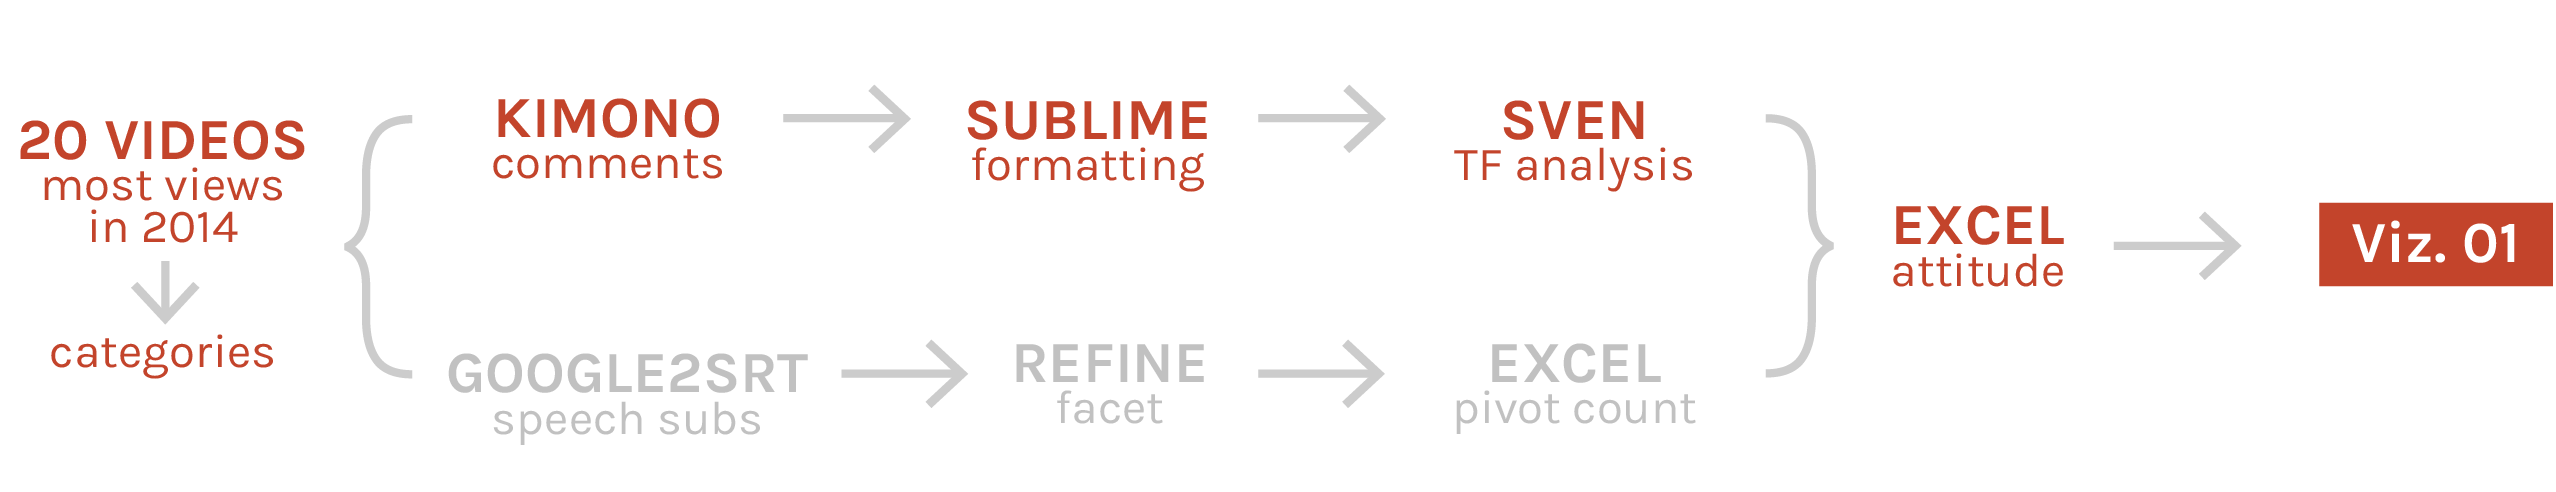 20 VIDEOS
most views
in 2014
categories
KIMONO
comments
SUBLIME
formatting
SVEN
TF analysis
GOOGLE2SRT
speech subs
REFINE
facet
EXCEL
pivot count
EXCEL
attitude
Viz. 01